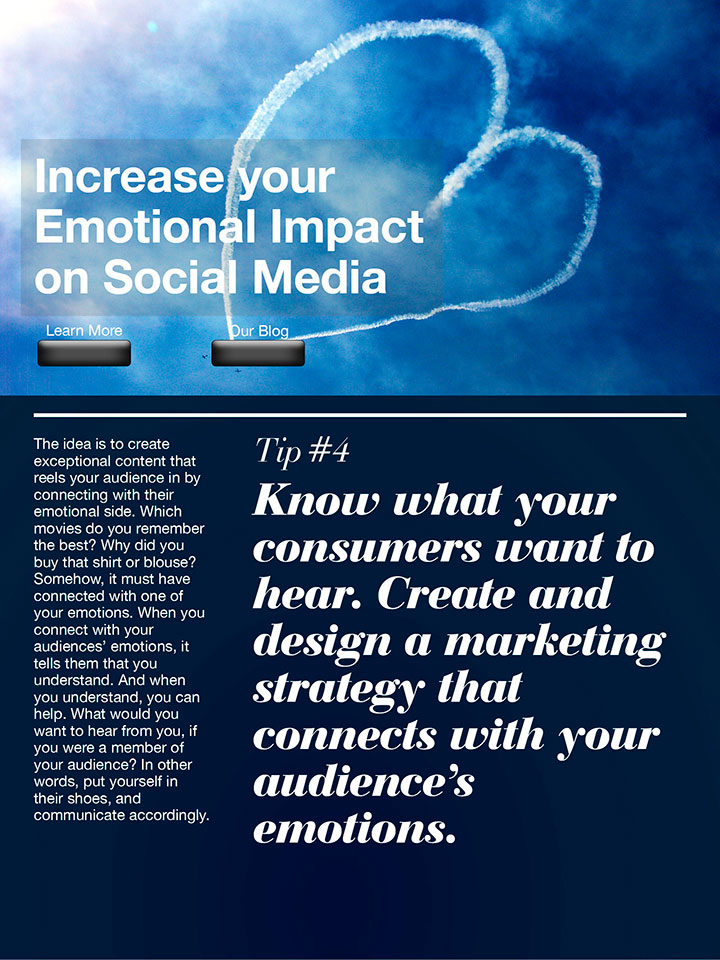 Increase your
Emotional Impact
on Social Media
Learn More
Our Blog
The idea is to create
exceptional content that
reels your audience in by
connecting with their
emotional side. Which
movies do you remember
the best? Why did you
buy that shirt or blouse?
Somehow, it must have
connected with one of
your emotions. When you
connect with your
audiences’ emotions, it
tells them that you
understand. And when
you understand, you can
help. What would you
want to hear from you, if
you were a member of
your audience? In other
words, put yourself in
their shoes, and
communicate accordingly.
Tip #4
Know what your
consumers want to
hear. Create and
design a marketing
strategy that
connects with your
audience’s
emotions.